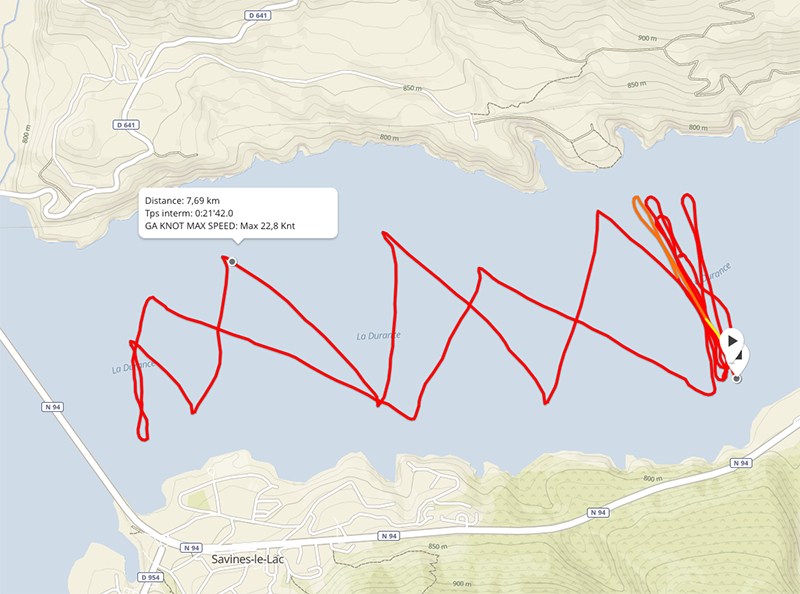 D 641
900 m
850 m
850 m
800 m
D 641
800 m
800 m
Distance: 7,69 km
Tps interm: 0:21'42.0
GA KNOT MAX SPEED: Max 22,8 Knt
Durance
La Durance
La Durance
N 94
N 94
800 m
N 94
N 94
850 m
N 94
Savines-le-Lac
D 954
900 m